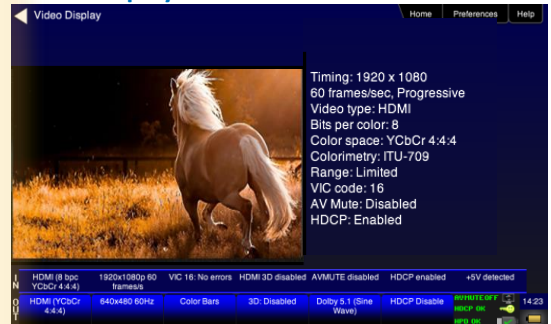 Video Display
Home Preferences Help
Timing: 1920 x 1080
60 frames/sec, Progressive
Video type: HDMI
Bits per color: 8
Color space: YCbCr 4:4:4
Colorimetry: ITU-709
Range: Limited
VIC code: 16
AV Mute: Disabled
HDCP: Enabled
IN
HDMI (8 bpc YCbCr 4:4:4)
1920x1080p 60 frames/s
VIC 16: No errors
HDMI 3D disabled
AVMUTE disabled
HDCP enabled
+5V detected
OUT
HDMI (YCbCr 4:4:4)
640x480 60Hz
Color Bars
3D: Disabled
Dolby 5.1 (Sine Wave)
HDCP Disable
AVMUTE OFF
HDCP OK
HPD OK
14:23